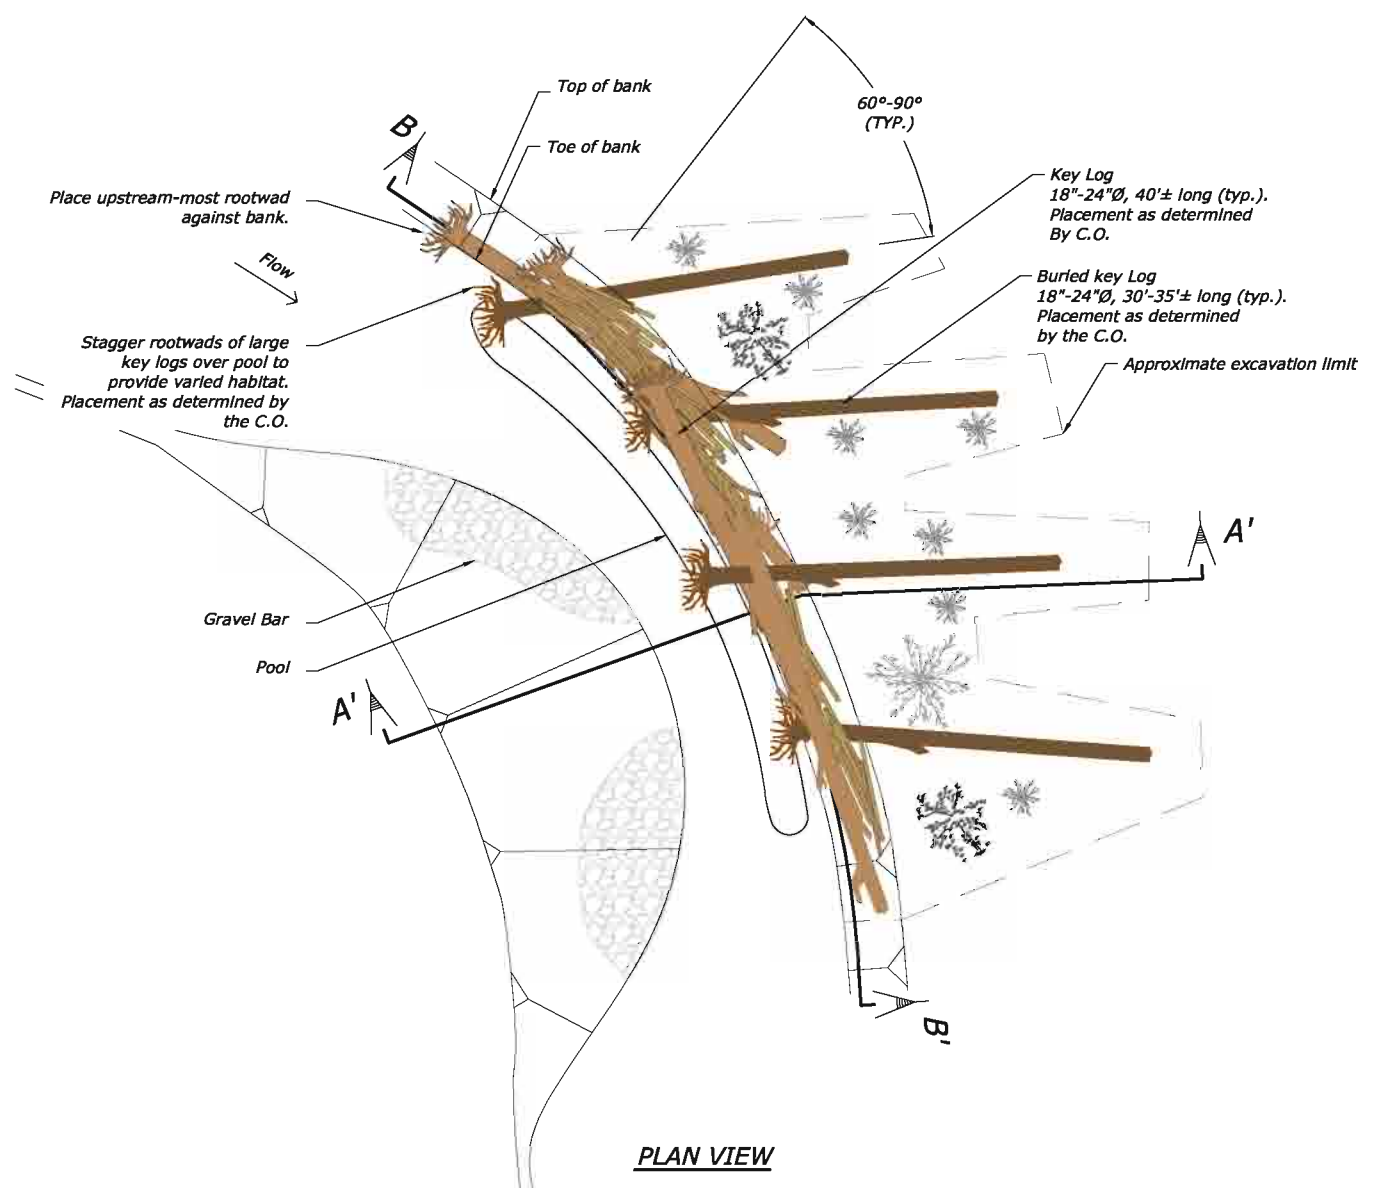 Top of bank
60°-90°
(TYP.)
B
Toe of bank
Key Log
18"-24"Ø, 40'± long (typ.).
Placement as determined
By C.O.
Place upstream-most rootwad
against bank.
Flow
Buried key Log
18"-24"Ø, 30'-35'± long (typ.).
Placement as determined
by the C.O.
Stagger rootwads of large
key logs over pool to
provide varied habitat.
Placement as determined by
the C.O.
Approximate excavation limit
A'
Gravel Bar
Pool
A'
B'
PLAN VIEW